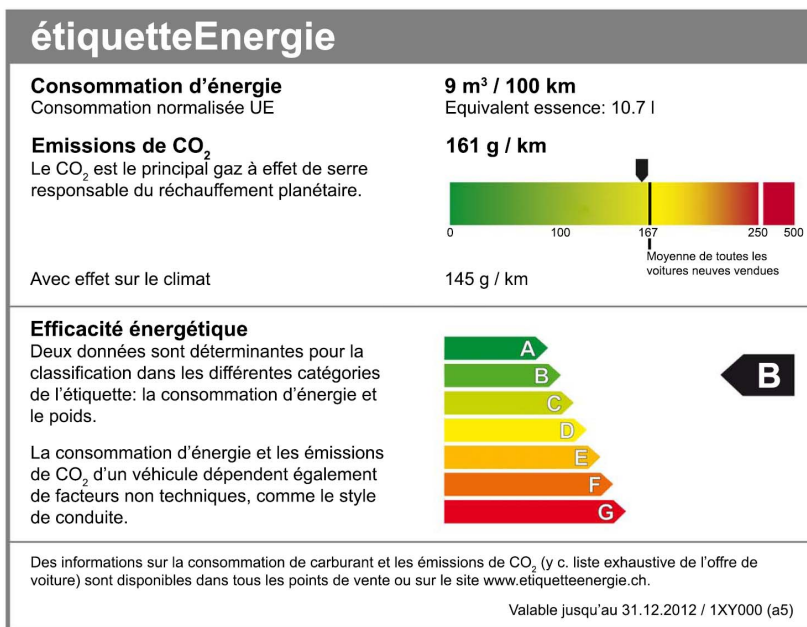 étiquetteEnergie
Consommation d’énergie
9 m³ / 100 km
Consommation normalisée UE
Equivalent essence: 10.7 l
Emissions de CO₂
161 g / km
Le CO₂ est le principal gaz à effet de serre
responsable du réchauffement planétaire.
0 100 167 250 500
Moyenne de toutes les
voitures neuves vendues
Avec effet sur le climat
145 g / km
Efficacité énergétique
Deux données sont déterminantes pour la
classification dans les différentes catégories
de l’étiquette: la consommation d’énergie et
le poids.
La consommation d’énergie et les émissions
de CO₂ d’un véhicule dépendent également
de facteurs non techniques, comme le style
de conduite.
A
B
C
D
E
F
G
B
Des informations sur la consommation de carburant et les émissions de CO₂ (y c. liste exhaustive de l’offre de
voiture) sont disponibles dans tous les points de vente ou sur le site www.etiquetteenergie.ch.
Valable jusqu’au 31.12.2012 / 1XY000 (a5)